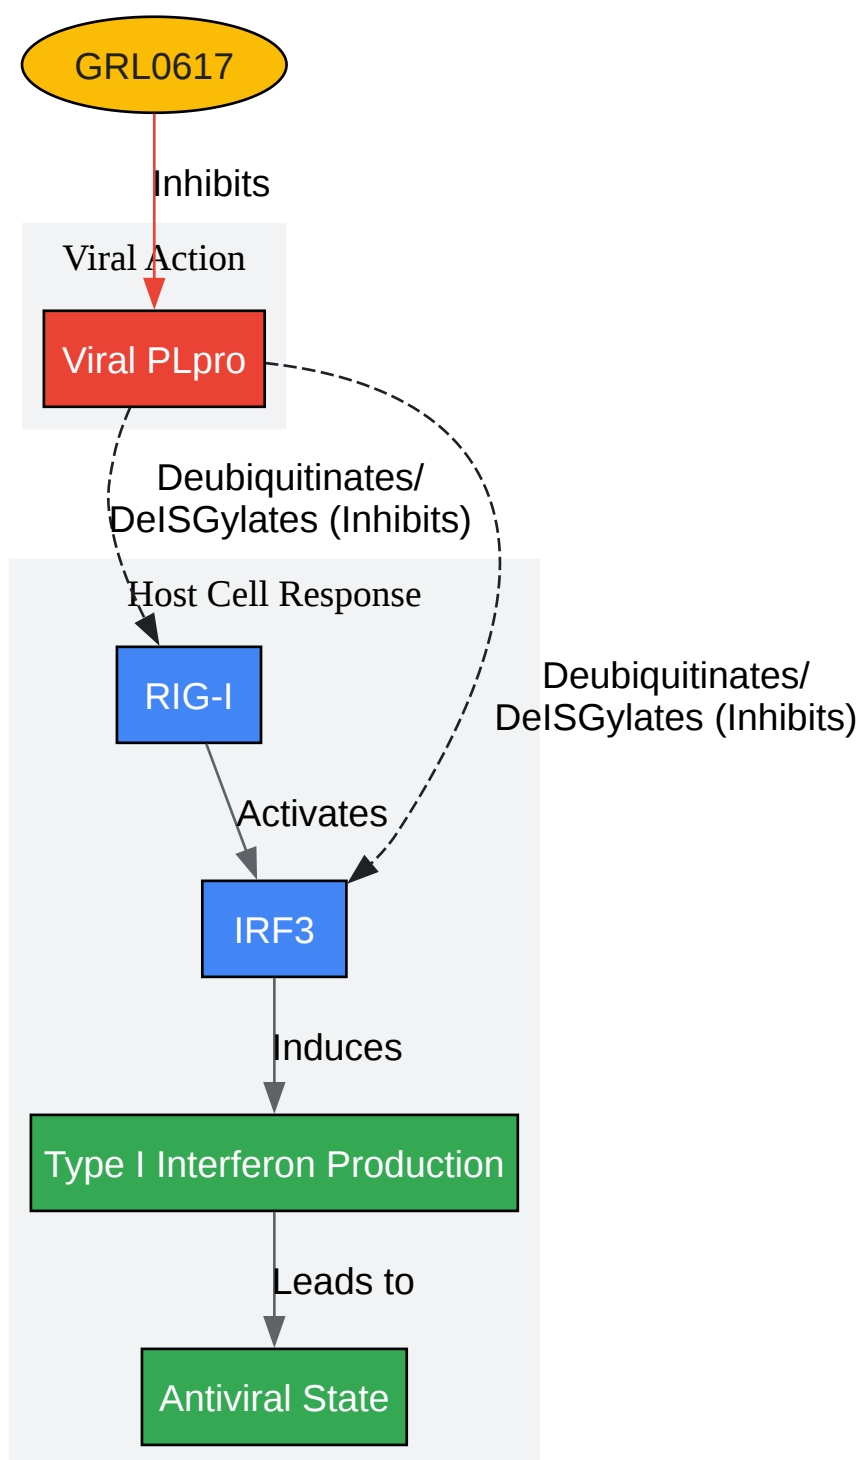 GRL0617
Inhibits
Viral Action
Viral PLpro
Deubiquitinates/
DeISGylates (Inhibits)
Host Cell Response
RIG-I
Deubiquitinates/
DeISGylates (Inhibits)
Activates
IRF3
Induces
Type I Interferon Production
Leads to
Antiviral State